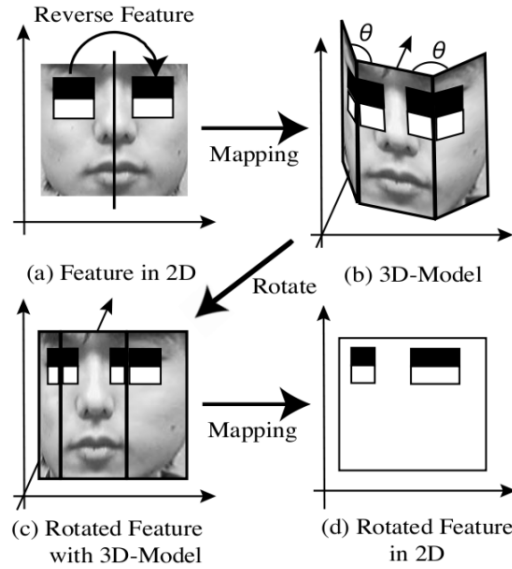 Reverse Feature
θ
θ
Mapping
(a) Feature in 2D
(b) 3D-Model
Rotate
Mapping
(c) Rotated Feature
with 3D-Model
(d) Rotated Feature
in 2D